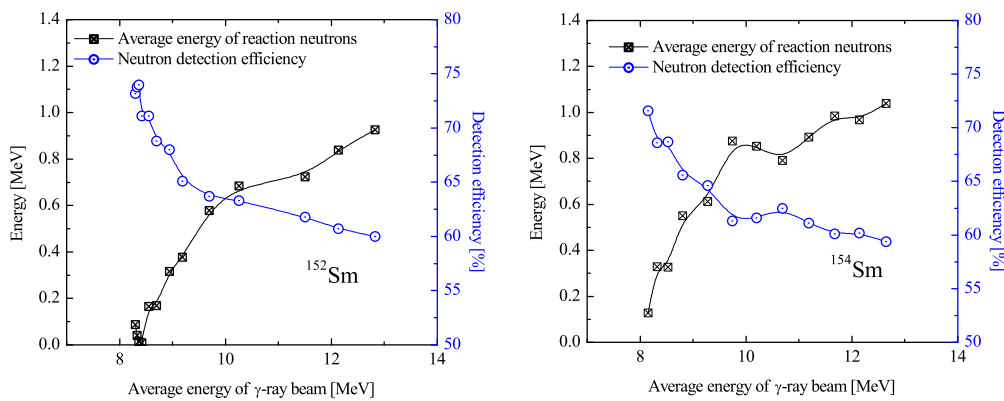 1.4
1.2
1.0
0.8
0.6
0.4
0.2
0.0
Energy [MeV]
Average energy of reaction neutrons
Neutron detection efficiency
152Sm
80
75
70
65
60
55
50
Detection efficiency [%]
8 10 12 14
Average energy of γ-ray beam [MeV]
1.4
1.2
1.0
0.8
0.6
0.4
0.2
0.0
Energy [MeV]
Average energy of reaction neutrons
Neutron detection efficiency
154Sm
80
75
70
65
60
55
50
Detection efficiency [%]
8 10 12 14
Average energy of γ-ray beam [MeV]